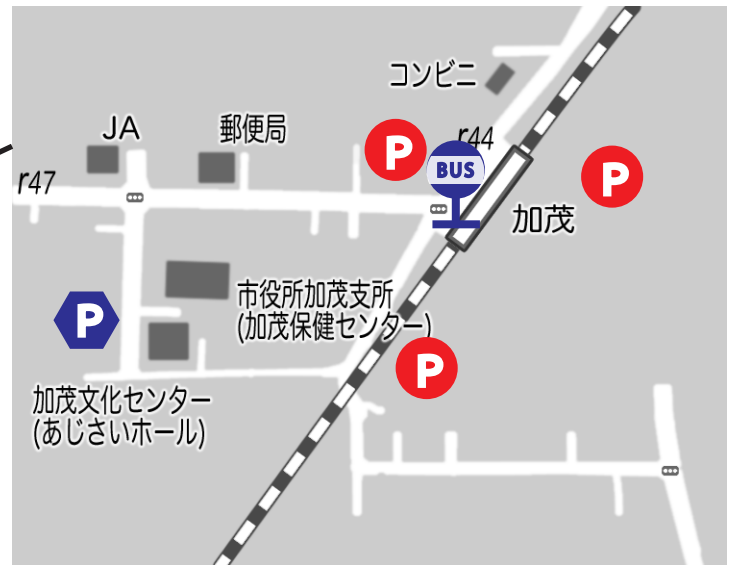 コンビニ
JA
郵便局
r44
P
BUS
P
r47
加茂
市役所加茂支所
(加茂保健センター)
P
P
加茂文化センター
(あじさいホール)